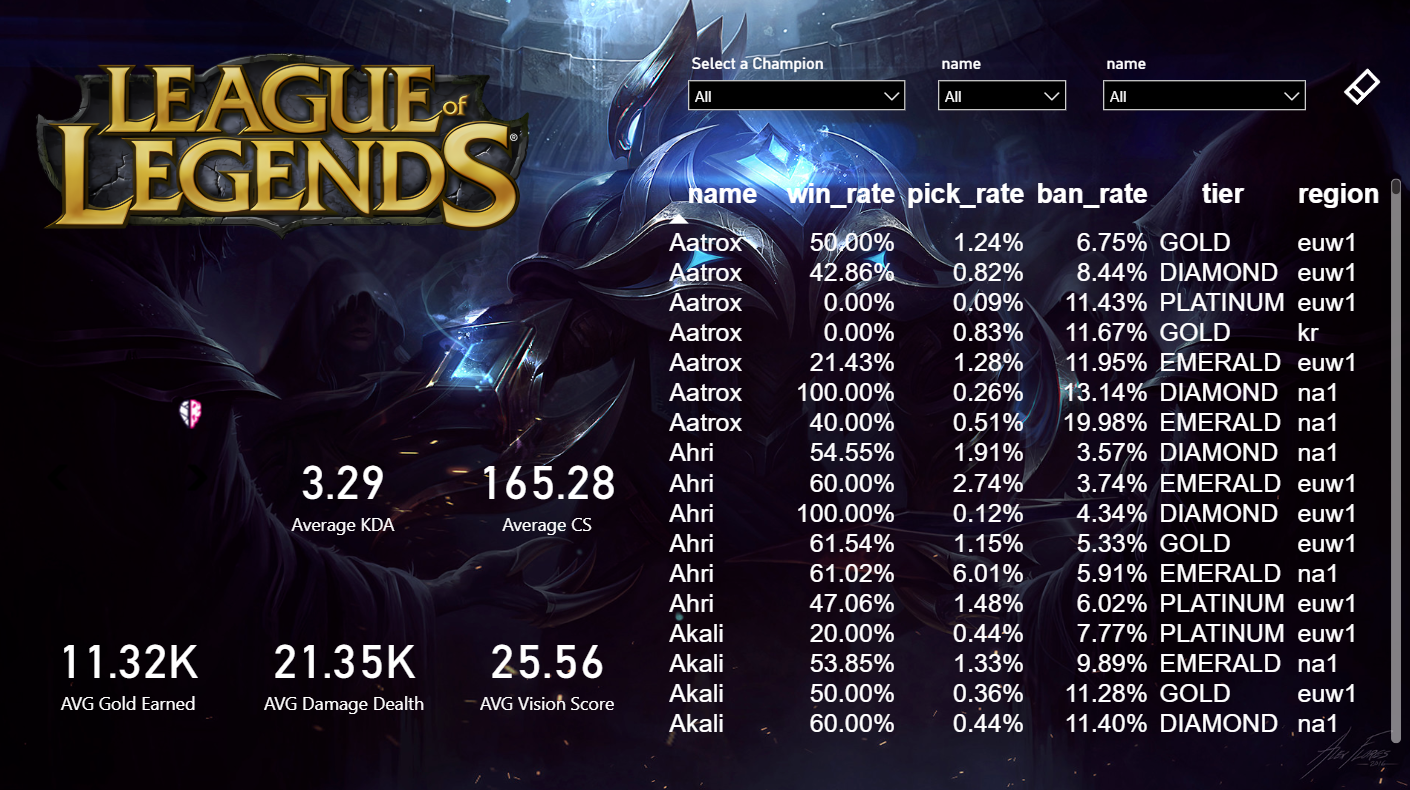 LEAGUE of
LEGENDS®
Select a Champion name name
All All All
name win_rate pick_rate ban_rate tier region
Aatrox 50.00% 1.24% 6.75% GOLD euw1
Aatrox 42.86% 0.82% 8.44% DIAMOND euw1
Aatrox 0.00% 0.09% 11.43% PLATINUM euw1
Aatrox 0.00% 0.83% 11.67% GOLD kr
Aatrox 21.43% 1.28% 11.95% EMERALD euw1
Aatrox 100.00% 0.26% 13.14% DIAMOND na1
Aatrox 40.00% 0.51% 19.98% EMERALD na1
Ahri 54.55% 1.91% 3.57% DIAMOND na1
Ahri 60.00% 2.74% 3.74% EMERALD euw1
Ahri 100.00% 0.12% 4.34% DIAMOND euw1
Ahri 61.54% 1.15% 5.33% GOLD euw1
Ahri 61.02% 6.01% 5.91% EMERALD na1
Ahri 47.06% 1.48% 6.02% PLATINUM euw1
Akali 20.00% 0.44% 7.77% PLATINUM euw1
Akali 53.85% 1.33% 9.89% EMERALD na1
Akali 50.00% 0.36% 11.28% GOLD euw1
Akali 60.00% 0.44% 11.40% DIAMOND na1
3.29 165.28
Average KDA Average CS
11.32K 21.35K 25.56
AVG Gold Earned AVG Damage Dealth AVG Vision Score